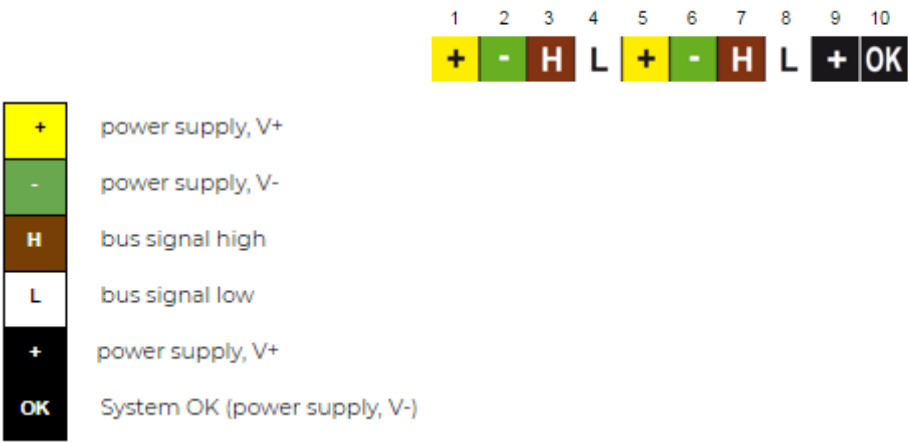 1 2 3 4 5 6 7 8 9 10
+ - H L + - H L + OK
+ power supply, V+
- power supply, V-
H bus signal high
L bus signal low
+ power supply, V+
OK System OK (power supply, V-)